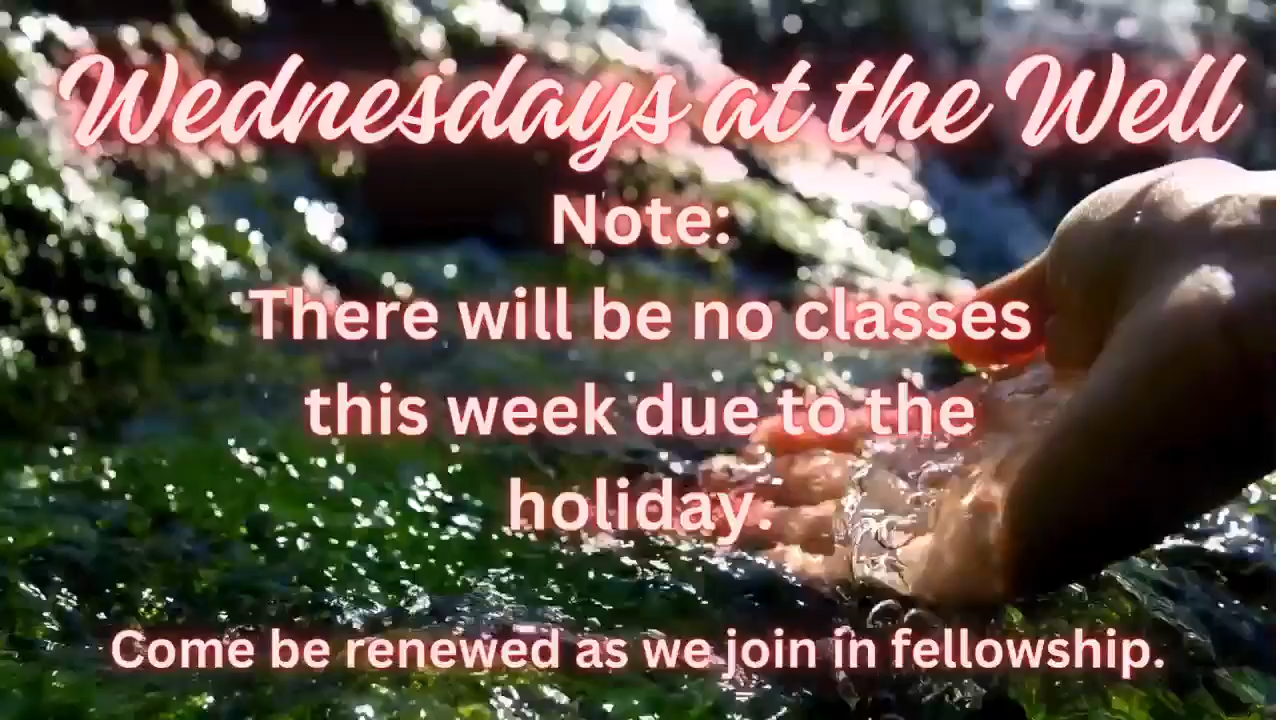 Wednesdays at the Well
Note:
There will be no classes
this week due to the
holiday.
Come be renewed as we join in fellowship.